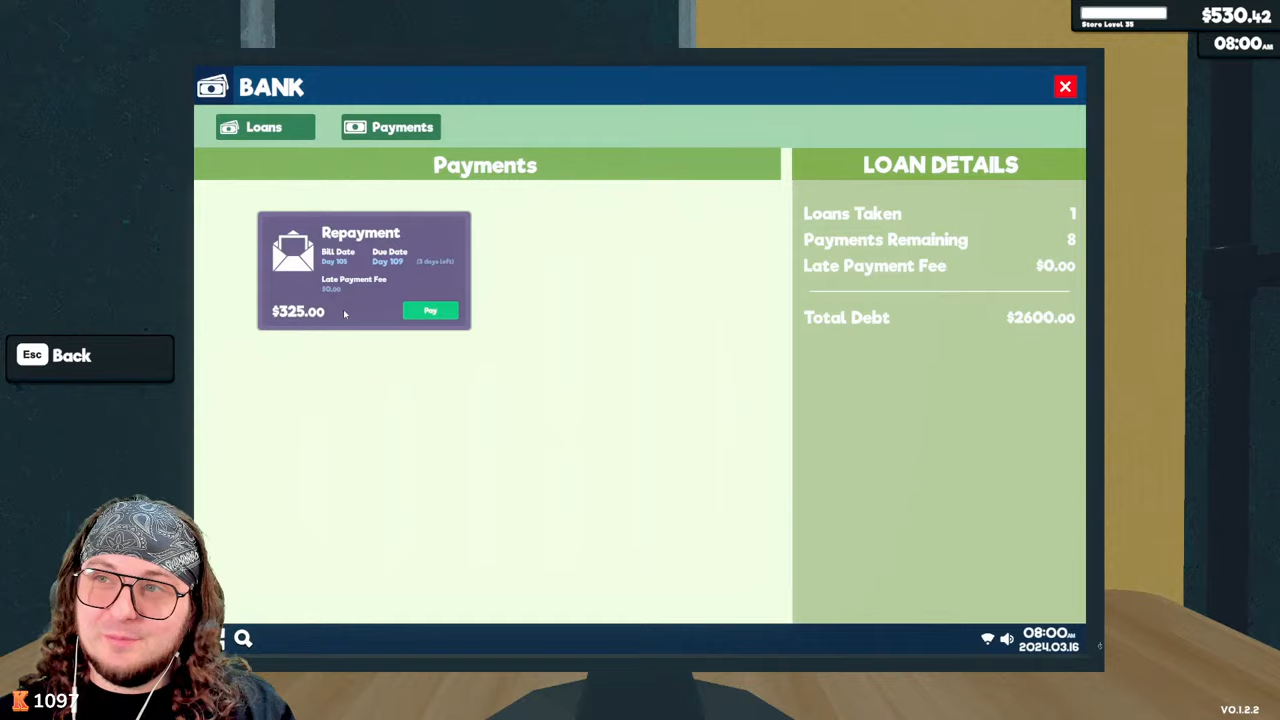 $530.42
Store Level 35
08:00AM
BANK
Loans
Payments
Payments
LOAN DETAILS
Repayment
Bill Date
Due Date
Day 105
Day 109
(3 days left)
Late Payment Fee
$0.00
$325.00
Pay
Loans Taken
1
Payments Remaining
8
Late Payment Fee
$0.00
Total Debt
$2600.00
Esc Back
08:00AM
2024.03.16
K 1097
V0.1.2.2